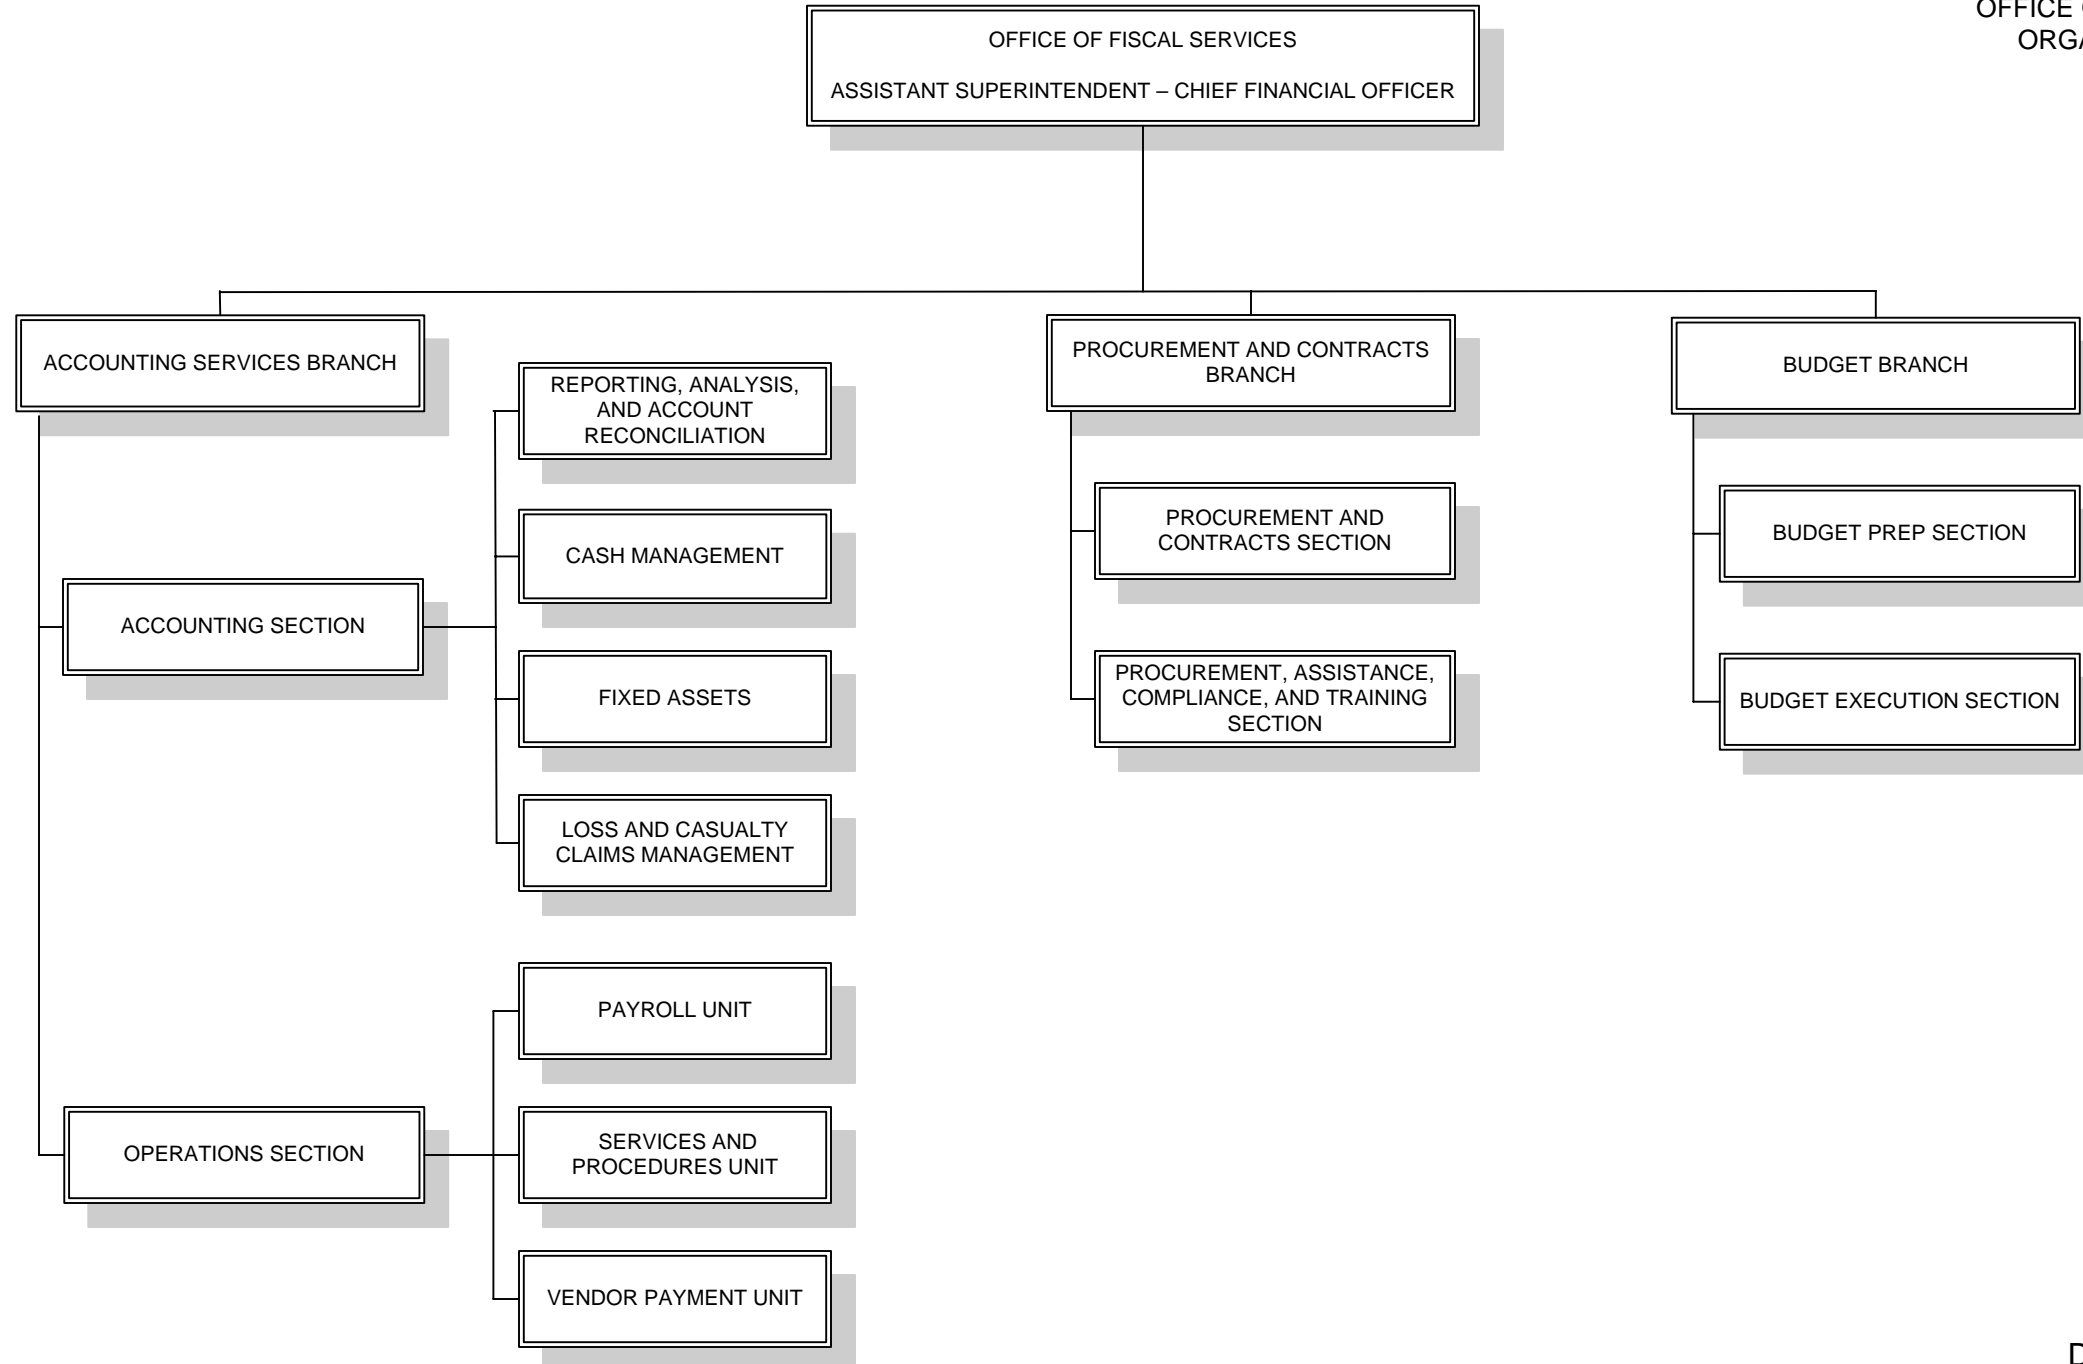 OFFICE
ORGA
OFFICE OF FISCAL SERVICES
ASSISTANT SUPERINTENDENT – CHIEF FINANCIAL OFFICER
ACCOUNTING SERVICES BRANCH
REPORTING, ANALYSIS,
AND ACCOUNT
RECONCILIATION
CASH MANAGEMENT
ACCOUNTING SECTION
FIXED ASSETS
LOSS AND CASUALTY
CLAIMS MANAGEMENT
PAYROLL UNIT
OPERATIONS SECTION
SERVICES AND
PROCEDURES UNIT
VENDOR PAYMENT UNIT
PROCUREMENT AND CONTRACTS
BRANCH
PROCUREMENT AND
CONTRACTS SECTION
PROCUREMENT, ASSISTANCE,
COMPLIANCE, AND TRAINING
SECTION
BUDGET BRANCH
BUDGET PREP SECTION
BUDGET EXECUTION SECTION